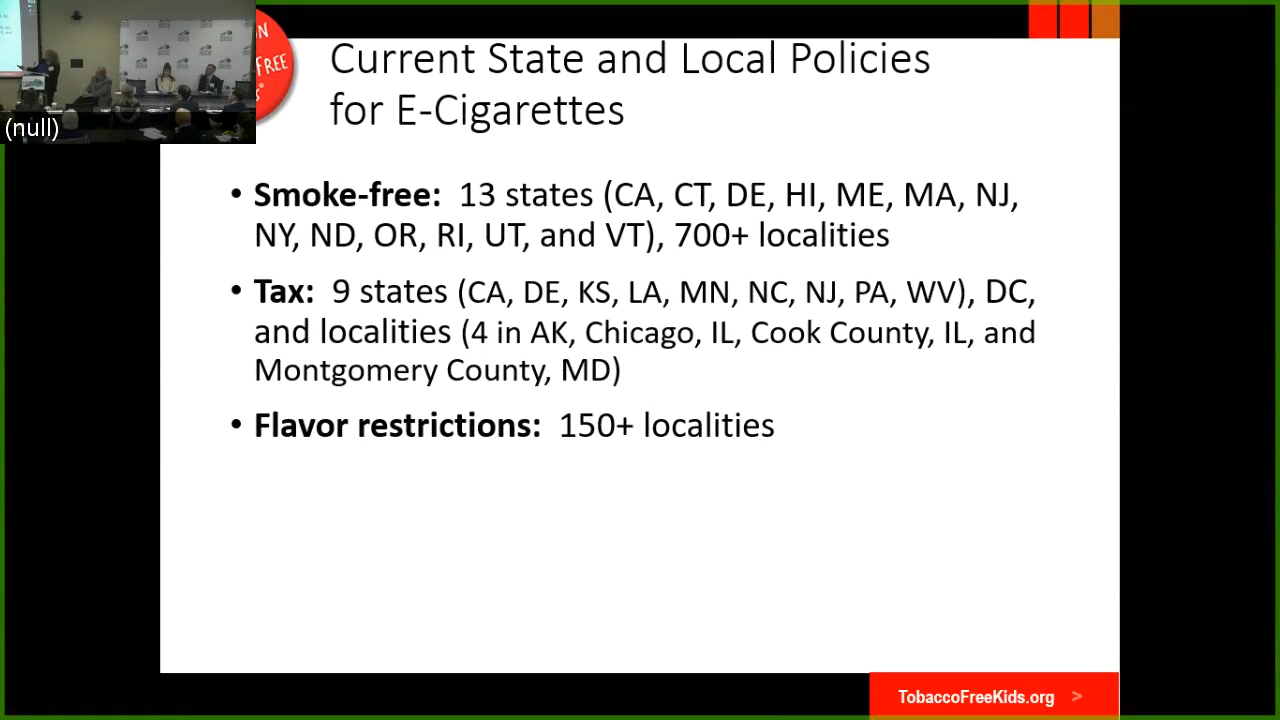 Current State and Local Policies
for E-Cigarettes
(null)
FREE
• Smoke-free: 13 states (CA, CT, DE, HI, ME, MA, NJ,
NY, ND, OR, RI, UT, and VT), 700+ localities
• Tax: 9 states (CA, DE, KS, LA, MN, NC, NJ, PA, WV), DC,
and localities (4 in AK, Chicago, IL, Cook County, IL, and
Montgomery County, MD)
• Flavor restrictions: 150+ localities
TobaccoFreeKids.org >